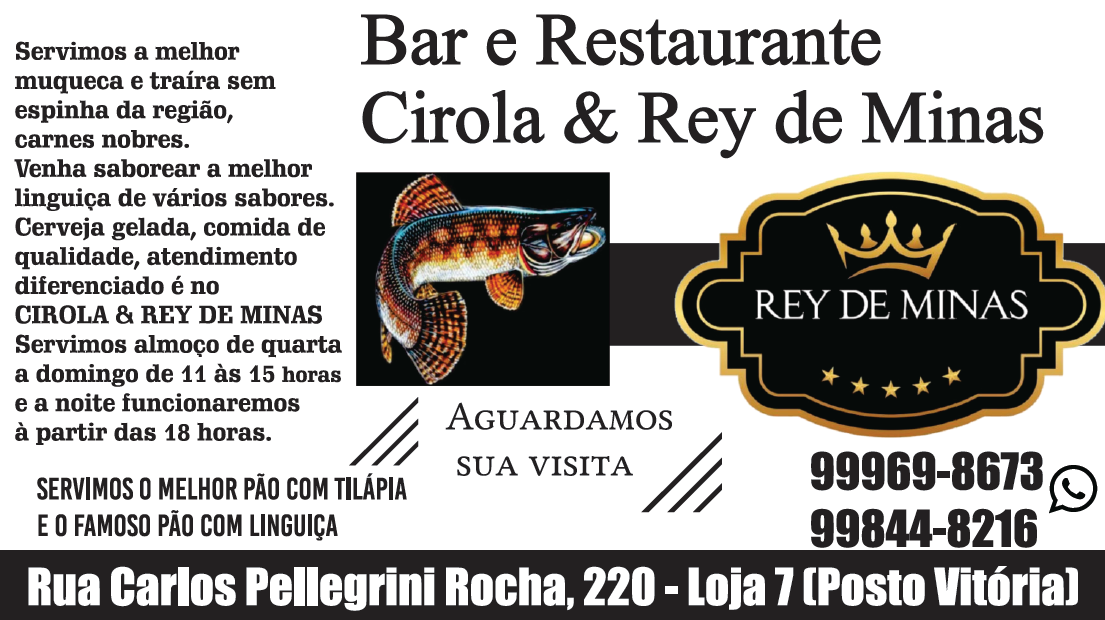 Bar e Restaurante
Cirola & Rey de Minas
Servimos a melhor
muqueca e traíra sem
espinha da região,
carnes nobres.
Venha saborear a melhor
linguiça de vários sabores.
Cerveja gelada, comida de
qualidade, atendimento
diferenciado é no
CIROLA & REY DE MINAS
Servimos almoço de quarta
a domingo de 11 às 15 horas
e a noite funcionaremos
à partir das 18 horas.
SERVIMOS O MELHOR PÃO COM TILÁPIA
E O FAMOSO PÃO COM LINGUIÇA
REY DE MINAS
AGUARDAMOS
SUA VISITA
99969-8673
99844-8216
Rua Carlos Pellegrini Rocha, 220 - Loja 7 (Posto Vitória)